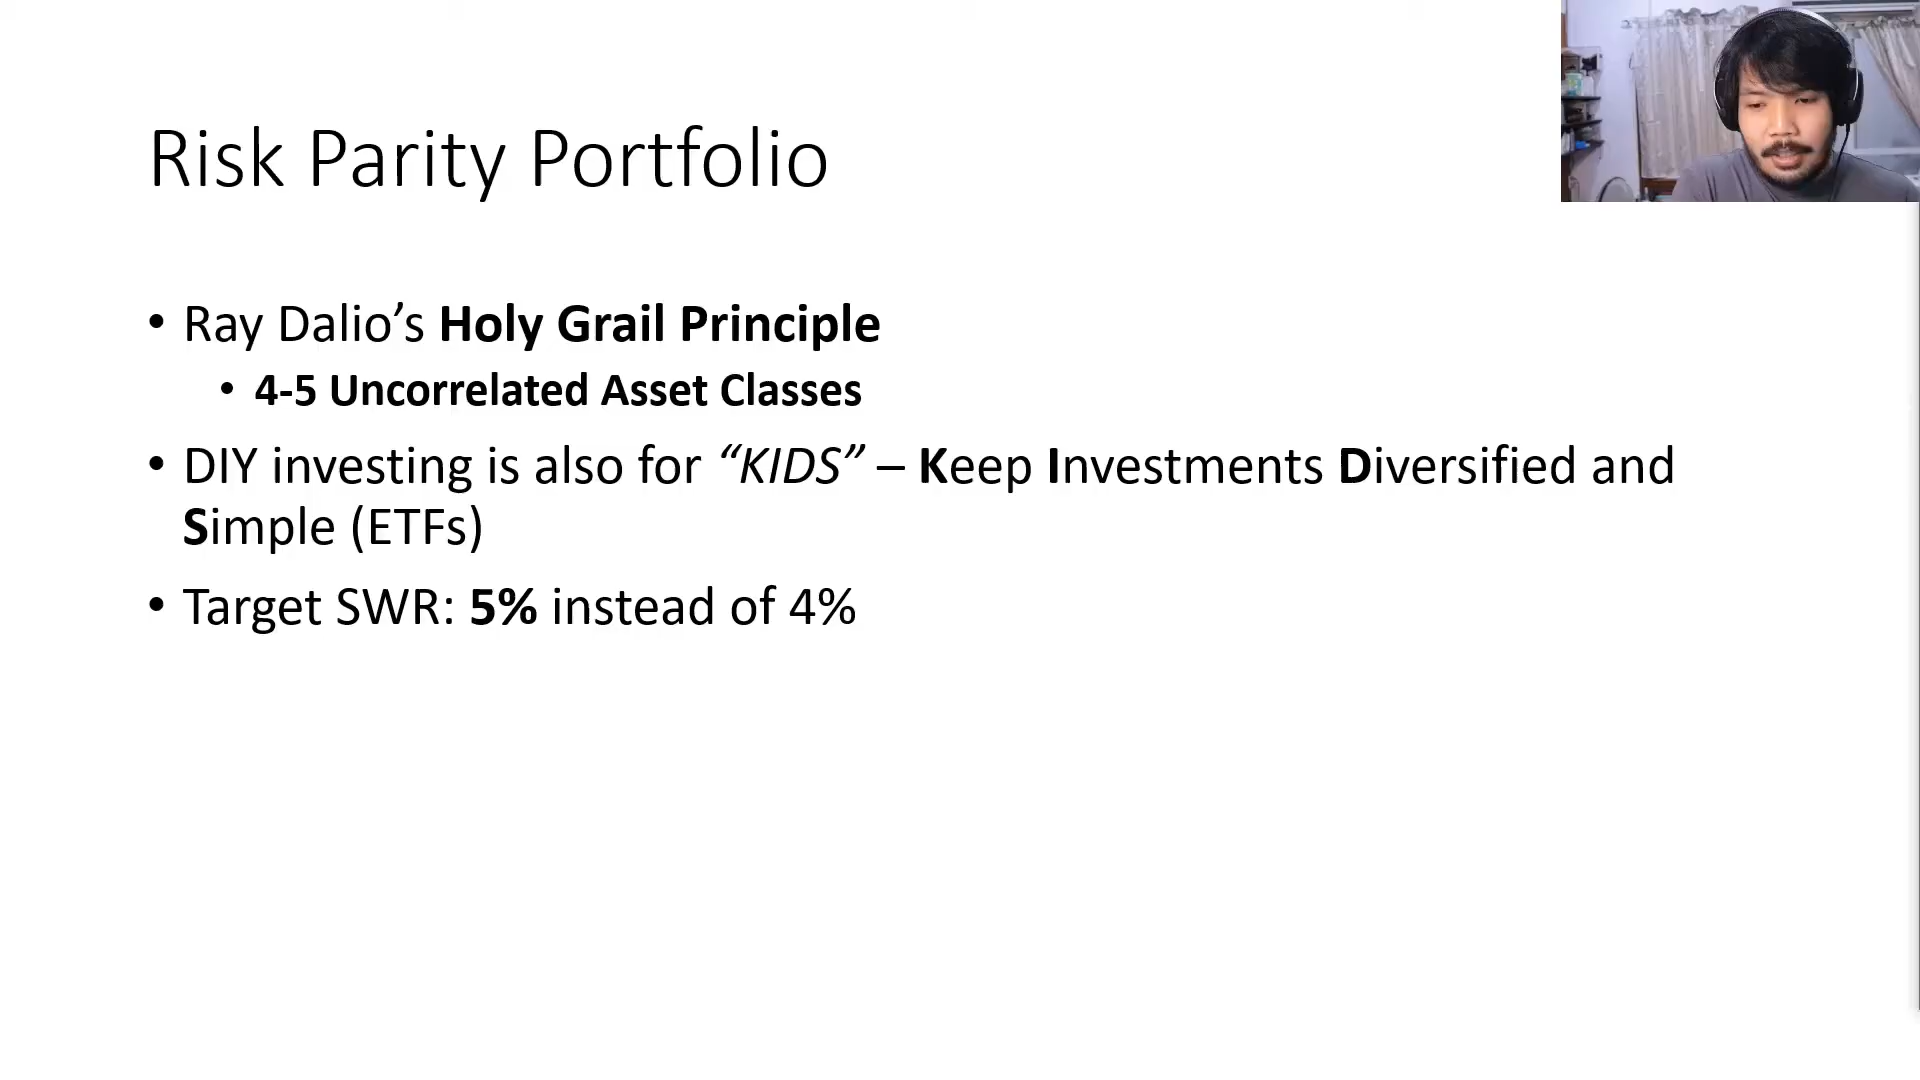 Risk Parity Portfolio
• Ray Dalio’s Holy Grail Principle
• 4-5 Uncorrelated Asset Classes
• DIY investing is also for “KIDS” – Keep Investments Diversified and
Simple (ETFs)
• Target SWR: 5% instead of 4%